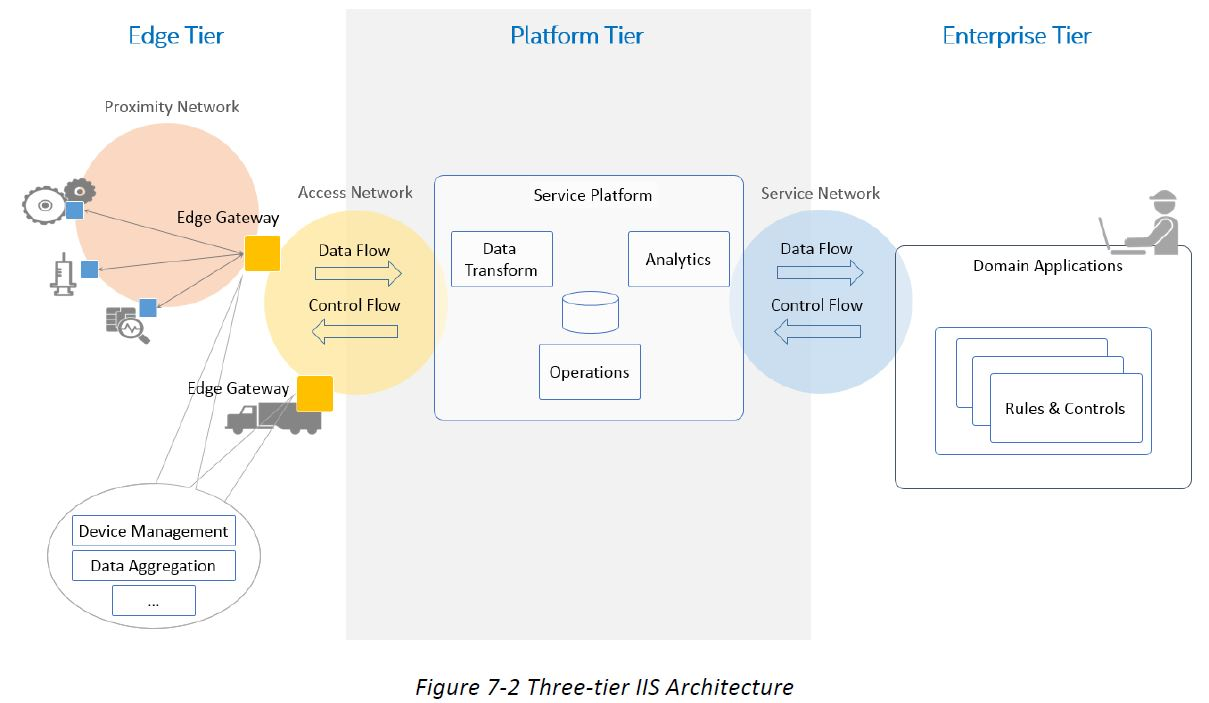 Edge Tier
Platform Tier
Enterprise Tier
Proximity Network
Access Network
Service Platform
Service Network
Edge Gateway
Data Flow
Control Flow
Data
Transform
Analytics
Operations
Data Flow
Control Flow
Domain Applications
Rules & Controls
Edge Gateway
Device Management
Data Aggregation
...
Figure 7-2 Three-tier IIS Architecture